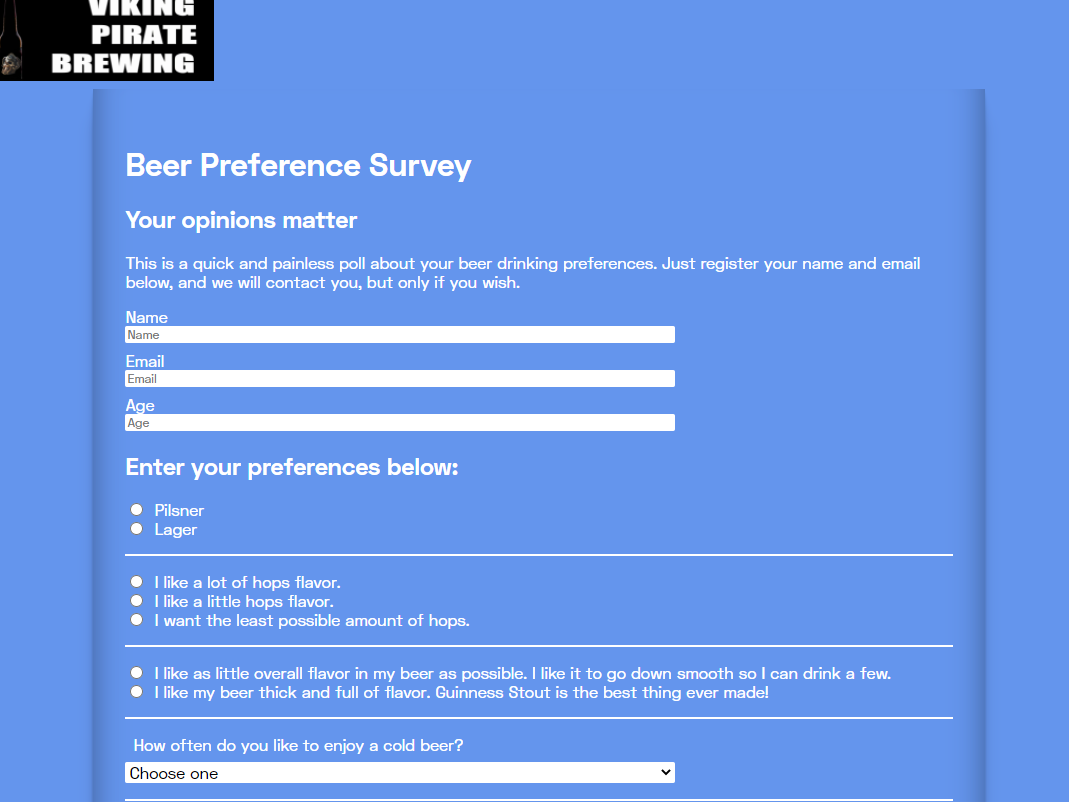 VIKING
PIRATE
BREWING
Beer Preference Survey
Your opinions matter
This is a quick and painless poll about your beer drinking preferences. Just register your name and email
below, and we will contact you, but only if you wish.
Name
Name
Email
Email
Age
Age
Enter your preferences below:
Pilsner
Lager
I like a lot of hops flavor.
I like a little hops flavor.
I want the least possible amount of hops.
I like as little overall flavor in my beer as possible. I like it to go down smooth so I can drink a few.
I like my beer thick and full of flavor. Guinness Stout is the best thing ever made!
How often do you like to enjoy a cold beer?
Choose one